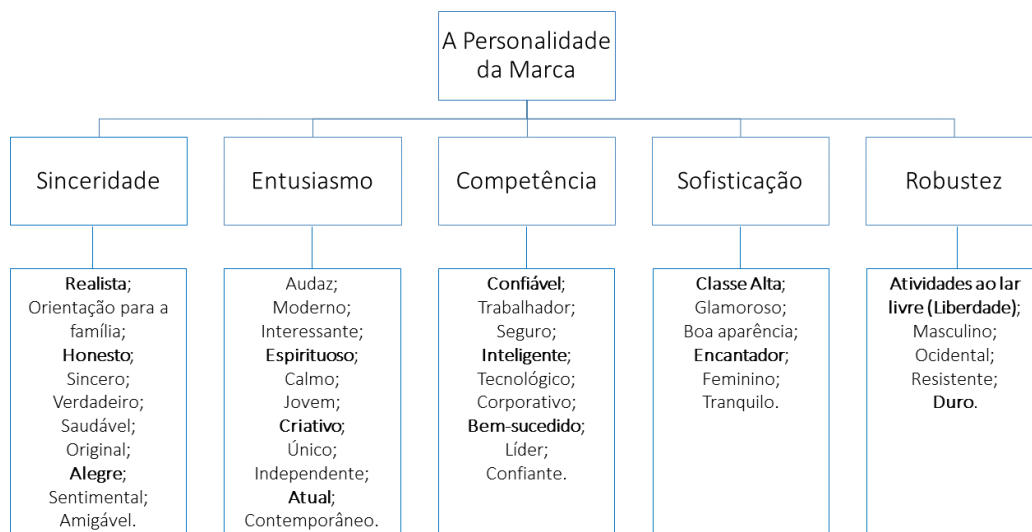 A Personalidade
da Marca
Sinceridade
Entusiasmo
Competência
Sofisticação
Robustez
Realista;
Orientação para a
família;
Honesto;
Sincero;
Verdadeiro;
Saudável;
Original;
Alegre;
Sentimental;
Amigável.
Audaz;
Moderno;
Interessante;
Espirituoso;
Calmo;
Jovem;
Criativo;
Único;
Independente;
Atual;
Contemporâneo.
Confiável;
Trabalhador;
Seguro;
Inteligente;
Tecnológico;
Corporativo;
Bem-sucedido;
Líder;
Confiante.
Classe Alta;
Glamoroso;
Boa aparência;
Encantador;
Feminino;
Tranquilo.
Atividades ao lar
livre (Liberdade);
Masculino;
Ocidental;
Resistente;
Duro.